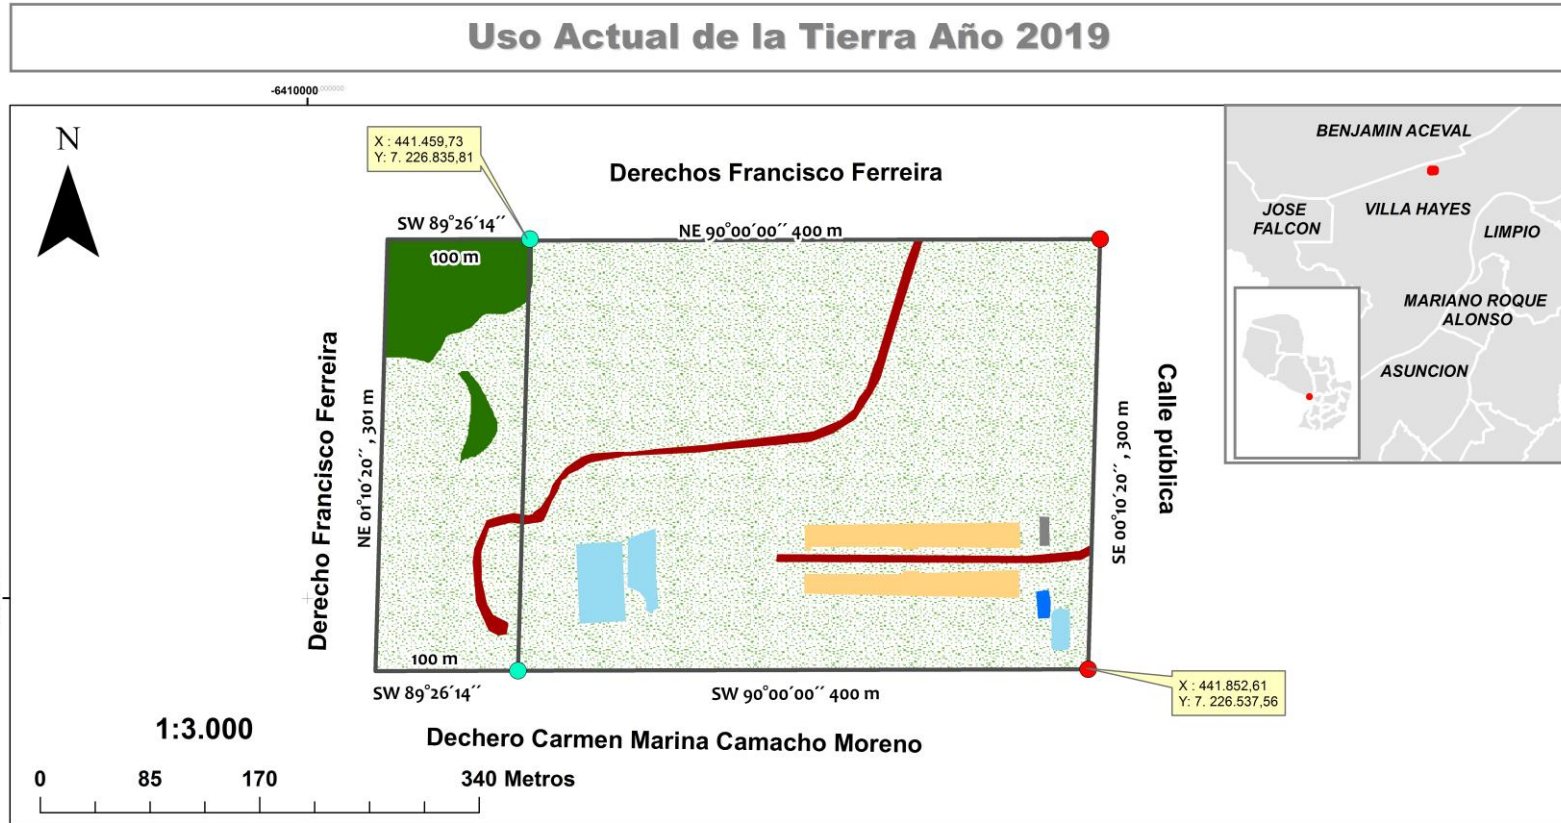 Uso Actual de la Tierra Año 2019
-6410000
N
X : 441.459,73
Y: 7. 226.835,81
Derechos Francisco Ferreira
SW 89°26´14´´
NE 90°00´00´´ 400 m
100 m
Derecho Francisco Ferreira
NE 01°10´20´´ , 301 m
SE 00°10´20´´ , 300 m
Calle pública
BENJAMIN ACEVAL
JOSE
FALCON
VILLA HAYES
LIMPIO
MARIANO ROQUE
ALONSO
ASUNCION
100 m
SW 89°26´14´´
SW 90°00´00´´ 400 m
X : 441.852,61
Y: 7. 226.537,56
Dechero Carmen Marina Camacho Moreno
1:3.000
0 85 170 340 Metros